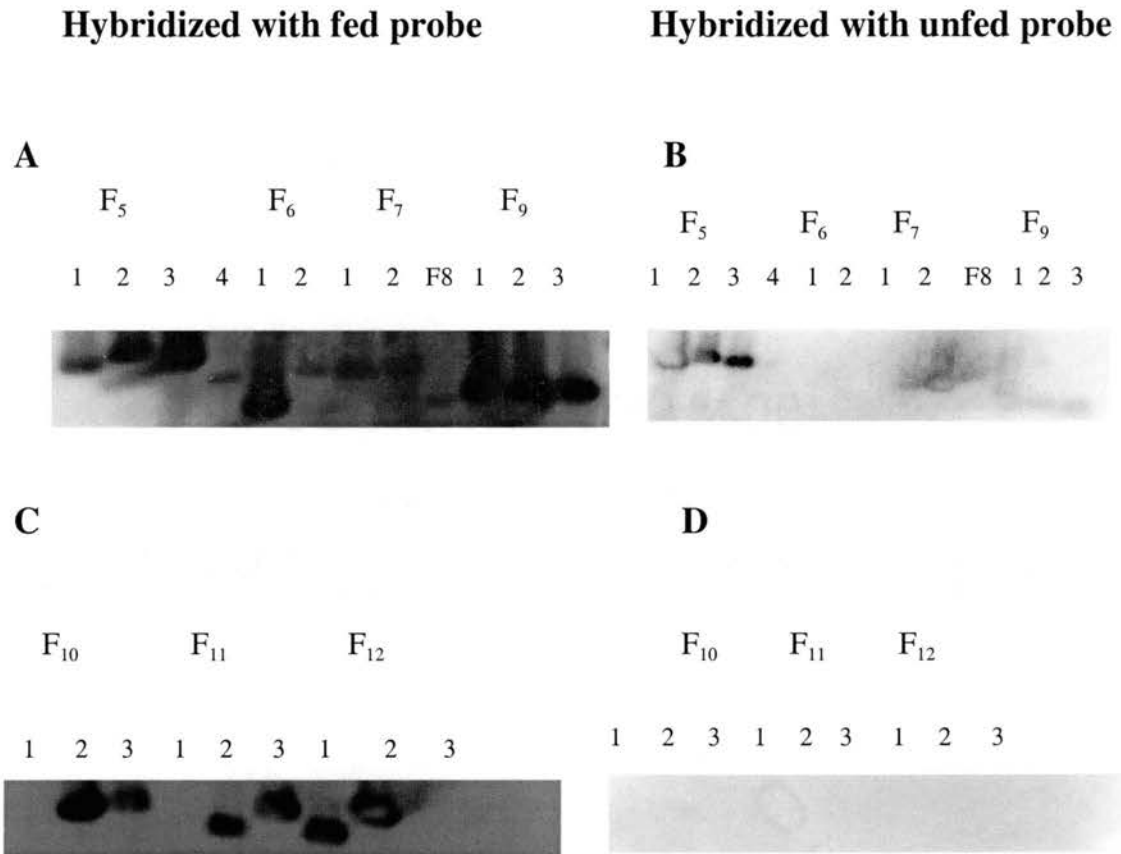 Hybridized with fed probe
Hybridized with unfed probe
A
F₅ F₆ F₇ F₉
1 2 3 4 1 2 1 2 F8 1 2 3
B
F₅ F₆ F₇ F₉
1 2 3 4 1 2 1 2 F8 1 2 3
C
F₁₀ F₁₁ F₁₂
1 2 3 1 2 3 1 2 3
D
F₁₀ F₁₁ F₁₂
1 2 3 1 2 3 1 2 3